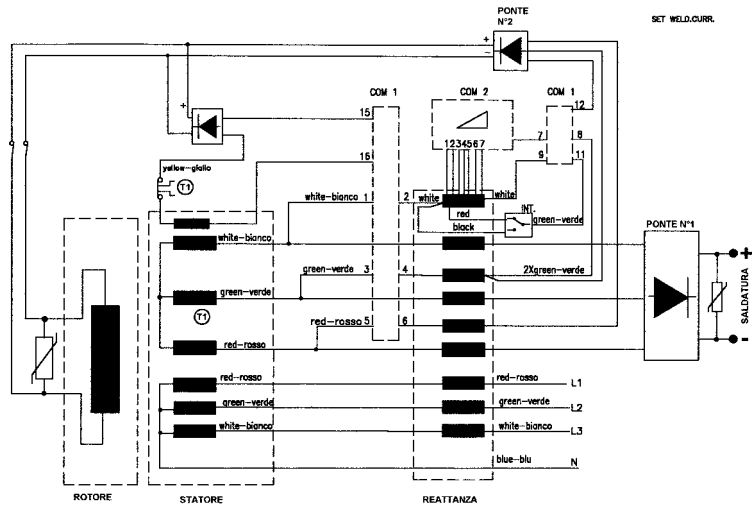 PONTE
N°2
SET WELD.CURR.
+
−
COM 1
COM 2
COM 1
+
15
12
1234567
7
8
16
9
11
yellow-giallo
T1
white-bianco 1
2
white
white
INT.
red
green-verde
black
white-bianco
PONTE N°1
+
green-verde 3
4
2Xgreen-verde
green-verde
SALDATURA
T1
red-rosso 5
6
-
red-rosso
red-rosso
red-rosso
L1
green-verde
green-verde
L2
white-bianco
white-bianco
L3
blue-blu
N
ROTORE
STATORE
REATTANZA